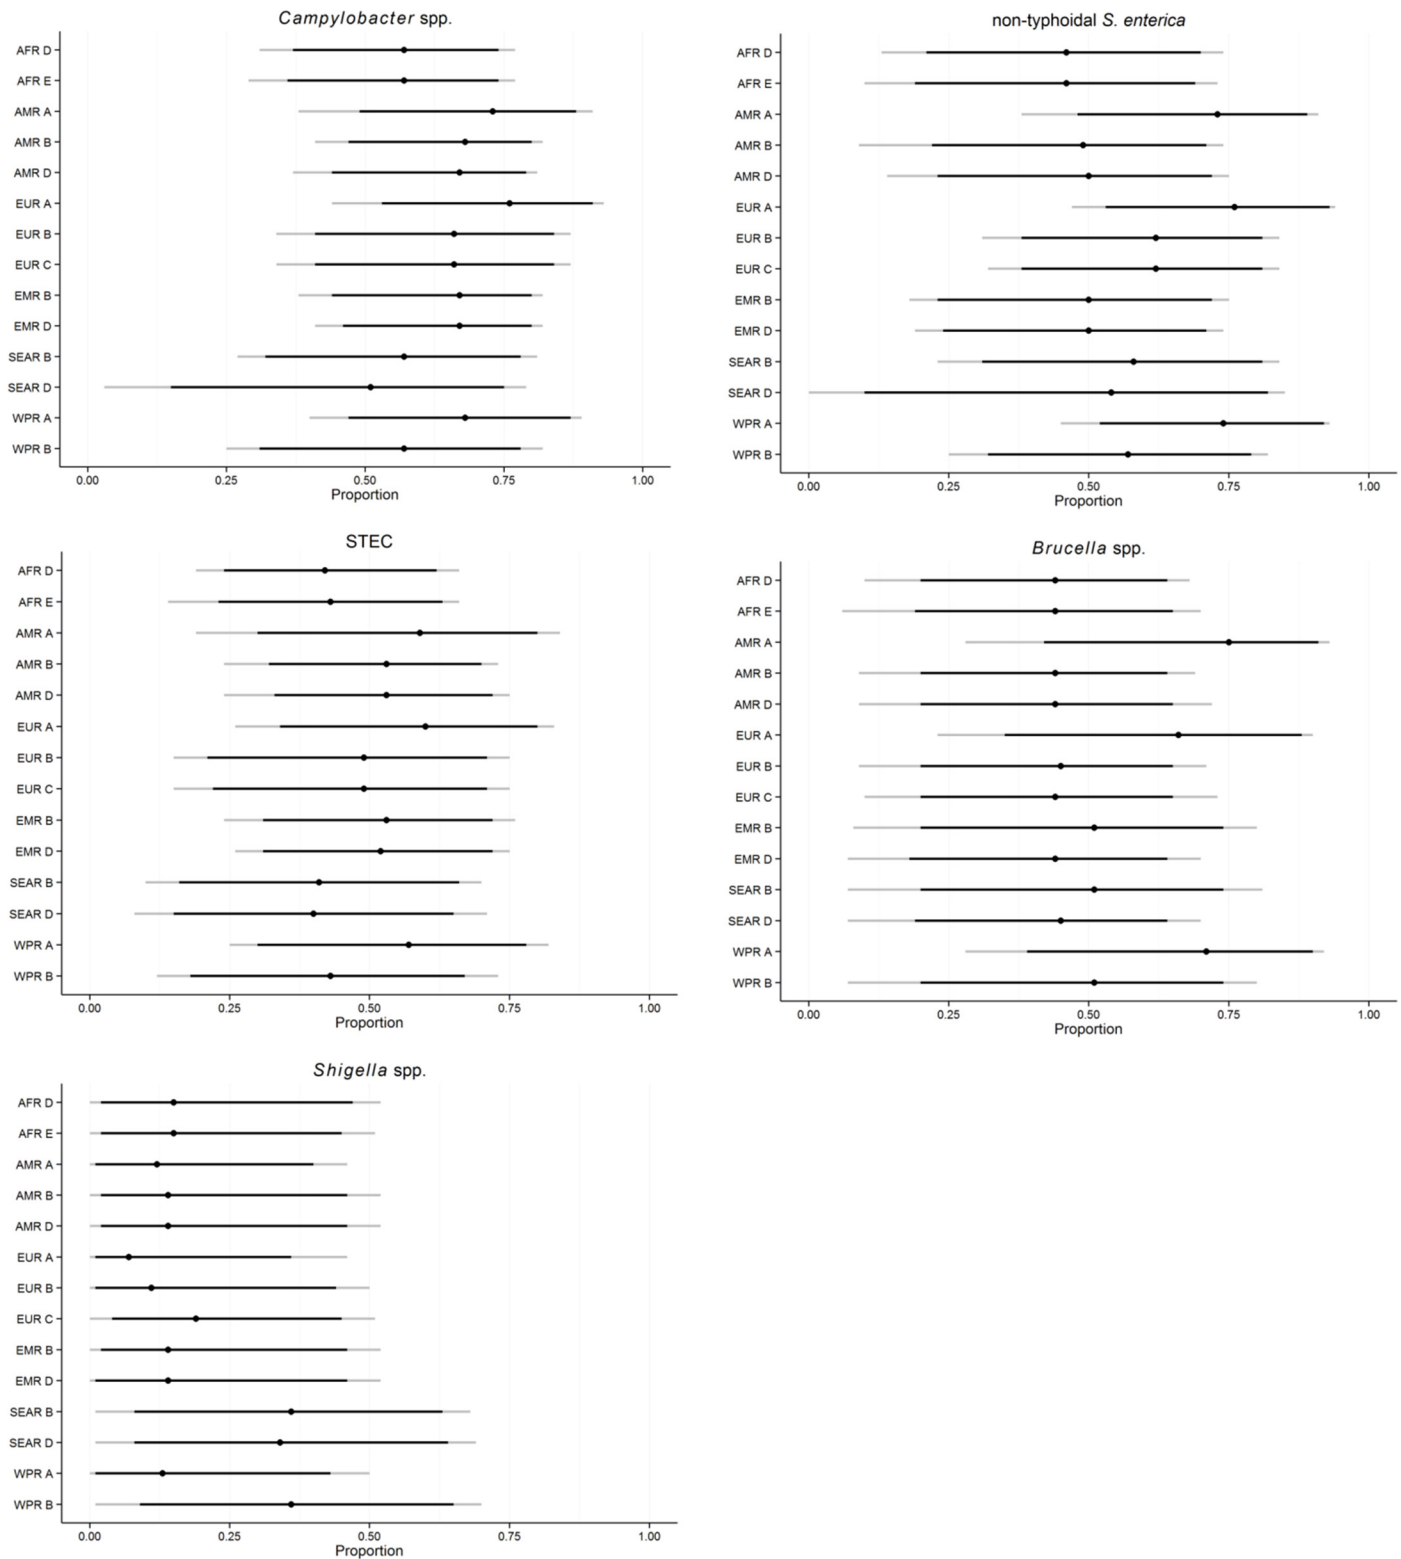 Campylobacter spp.
AFR D
AFR E
AMR A
AMR B
AMR D
EUR A
EUR B
EUR C
EMR B
EMR D
SEAR B
SEAR D
WPR A
WPR B
0.00 0.25 0.50 0.75 1.00
Proportion
non-typhoidal S. enterica
AFR D
AFR E
AMR A
AMR B
AMR D
EUR A
EUR B
EUR C
EMR B
EMR D
SEAR B
SEAR D
WPR A
WPR B
0.00 0.25 0.50 0.75 1.00
Proportion
STEC
AFR D
AFR E
AMR A
AMR B
AMR D
EUR A
EUR B
EUR C
EMR B
EMR D
SEAR B
SEAR D
WPR A
WPR B
0.00 0.25 0.50 0.75 1.00
Proportion
Brucella spp.
AFR D
AFR E
AMR A
AMR B
AMR D
EUR A
EUR B
EUR C
EMR B
EMR D
SEAR B
SEAR D
WPR A
WPR B
0.00 0.25 0.50 0.75 1.00
Proportion
Shigella spp.
AFR D
AFR E
AMR A
AMR B
AMR D
EUR A
EUR B
EUR C
EMR B
EMR D
SEAR B
SEAR D
WPR A
WPR B
0.00 0.25 0.50 0.75 1.00
Proportion